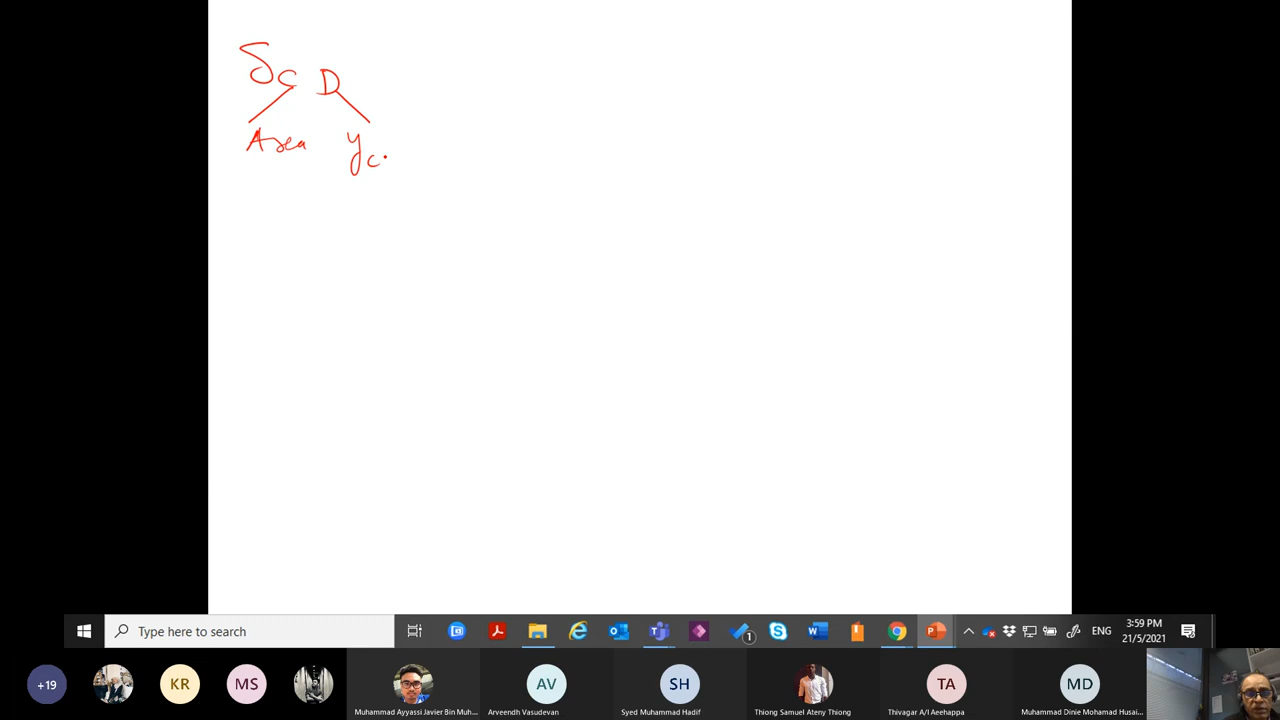 δc D
Area yc.
Type here to search
1
ENG
3:59 PM
21/5/2021
+19
KR
MS
Muhammad Ayyassi Javier Bin Muh...
AV
Arveendh Vasudevan
SH
Syed Muhammad Hadif
Thiong Samuel Ateny Thiong
TA
Thivagar A/l Aeehappa
MD
Muhammad Dinie Mohamad Husai...